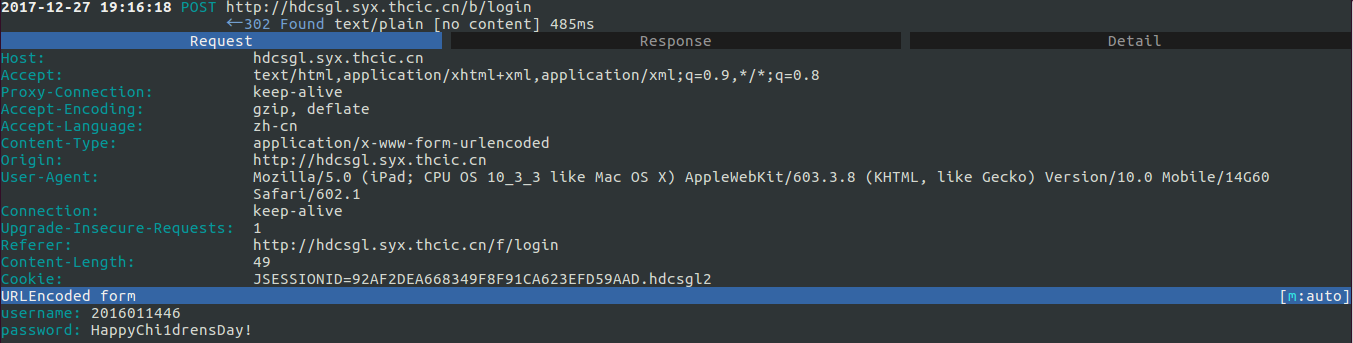 2017-12-27 19:16:18 POST http://hdcsgl.syx.thcic.cn/b/login
←302 Found text/plain [no content] 485ms
Request Response Detail
Host: hdcsgl.syx.thcic.cn
Accept: text/html,application/xhtml+xml,application/xml;q=0.9,*/*;q=0.8
Proxy-Connection: keep-alive
Accept-Encoding: gzip, deflate
Accept-Language: zh-cn
Content-Type: application/x-www-form-urlencoded
Origin: http://hdcsgl.syx.thcic.cn
User-Agent: Mozilla/5.0 (iPad; CPU OS 10_3_3 like Mac OS X) AppleWebKit/603.3.8 (KHTML, like Gecko) Version/10.0 Mobile/14G60
Safari/602.1
Connection: keep-alive
Upgrade-Insecure-Requests: 1
Referer: http://hdcsgl.syx.thcic.cn/f/login
Content-Length: 49
Cookie: JSESSIONID=92AF2DEA668349F8F91CA623EFD59AAD.hdcsgl2
URLEncoded form [m:auto]
username: 2016011446
password: HappyChi1drensDay!